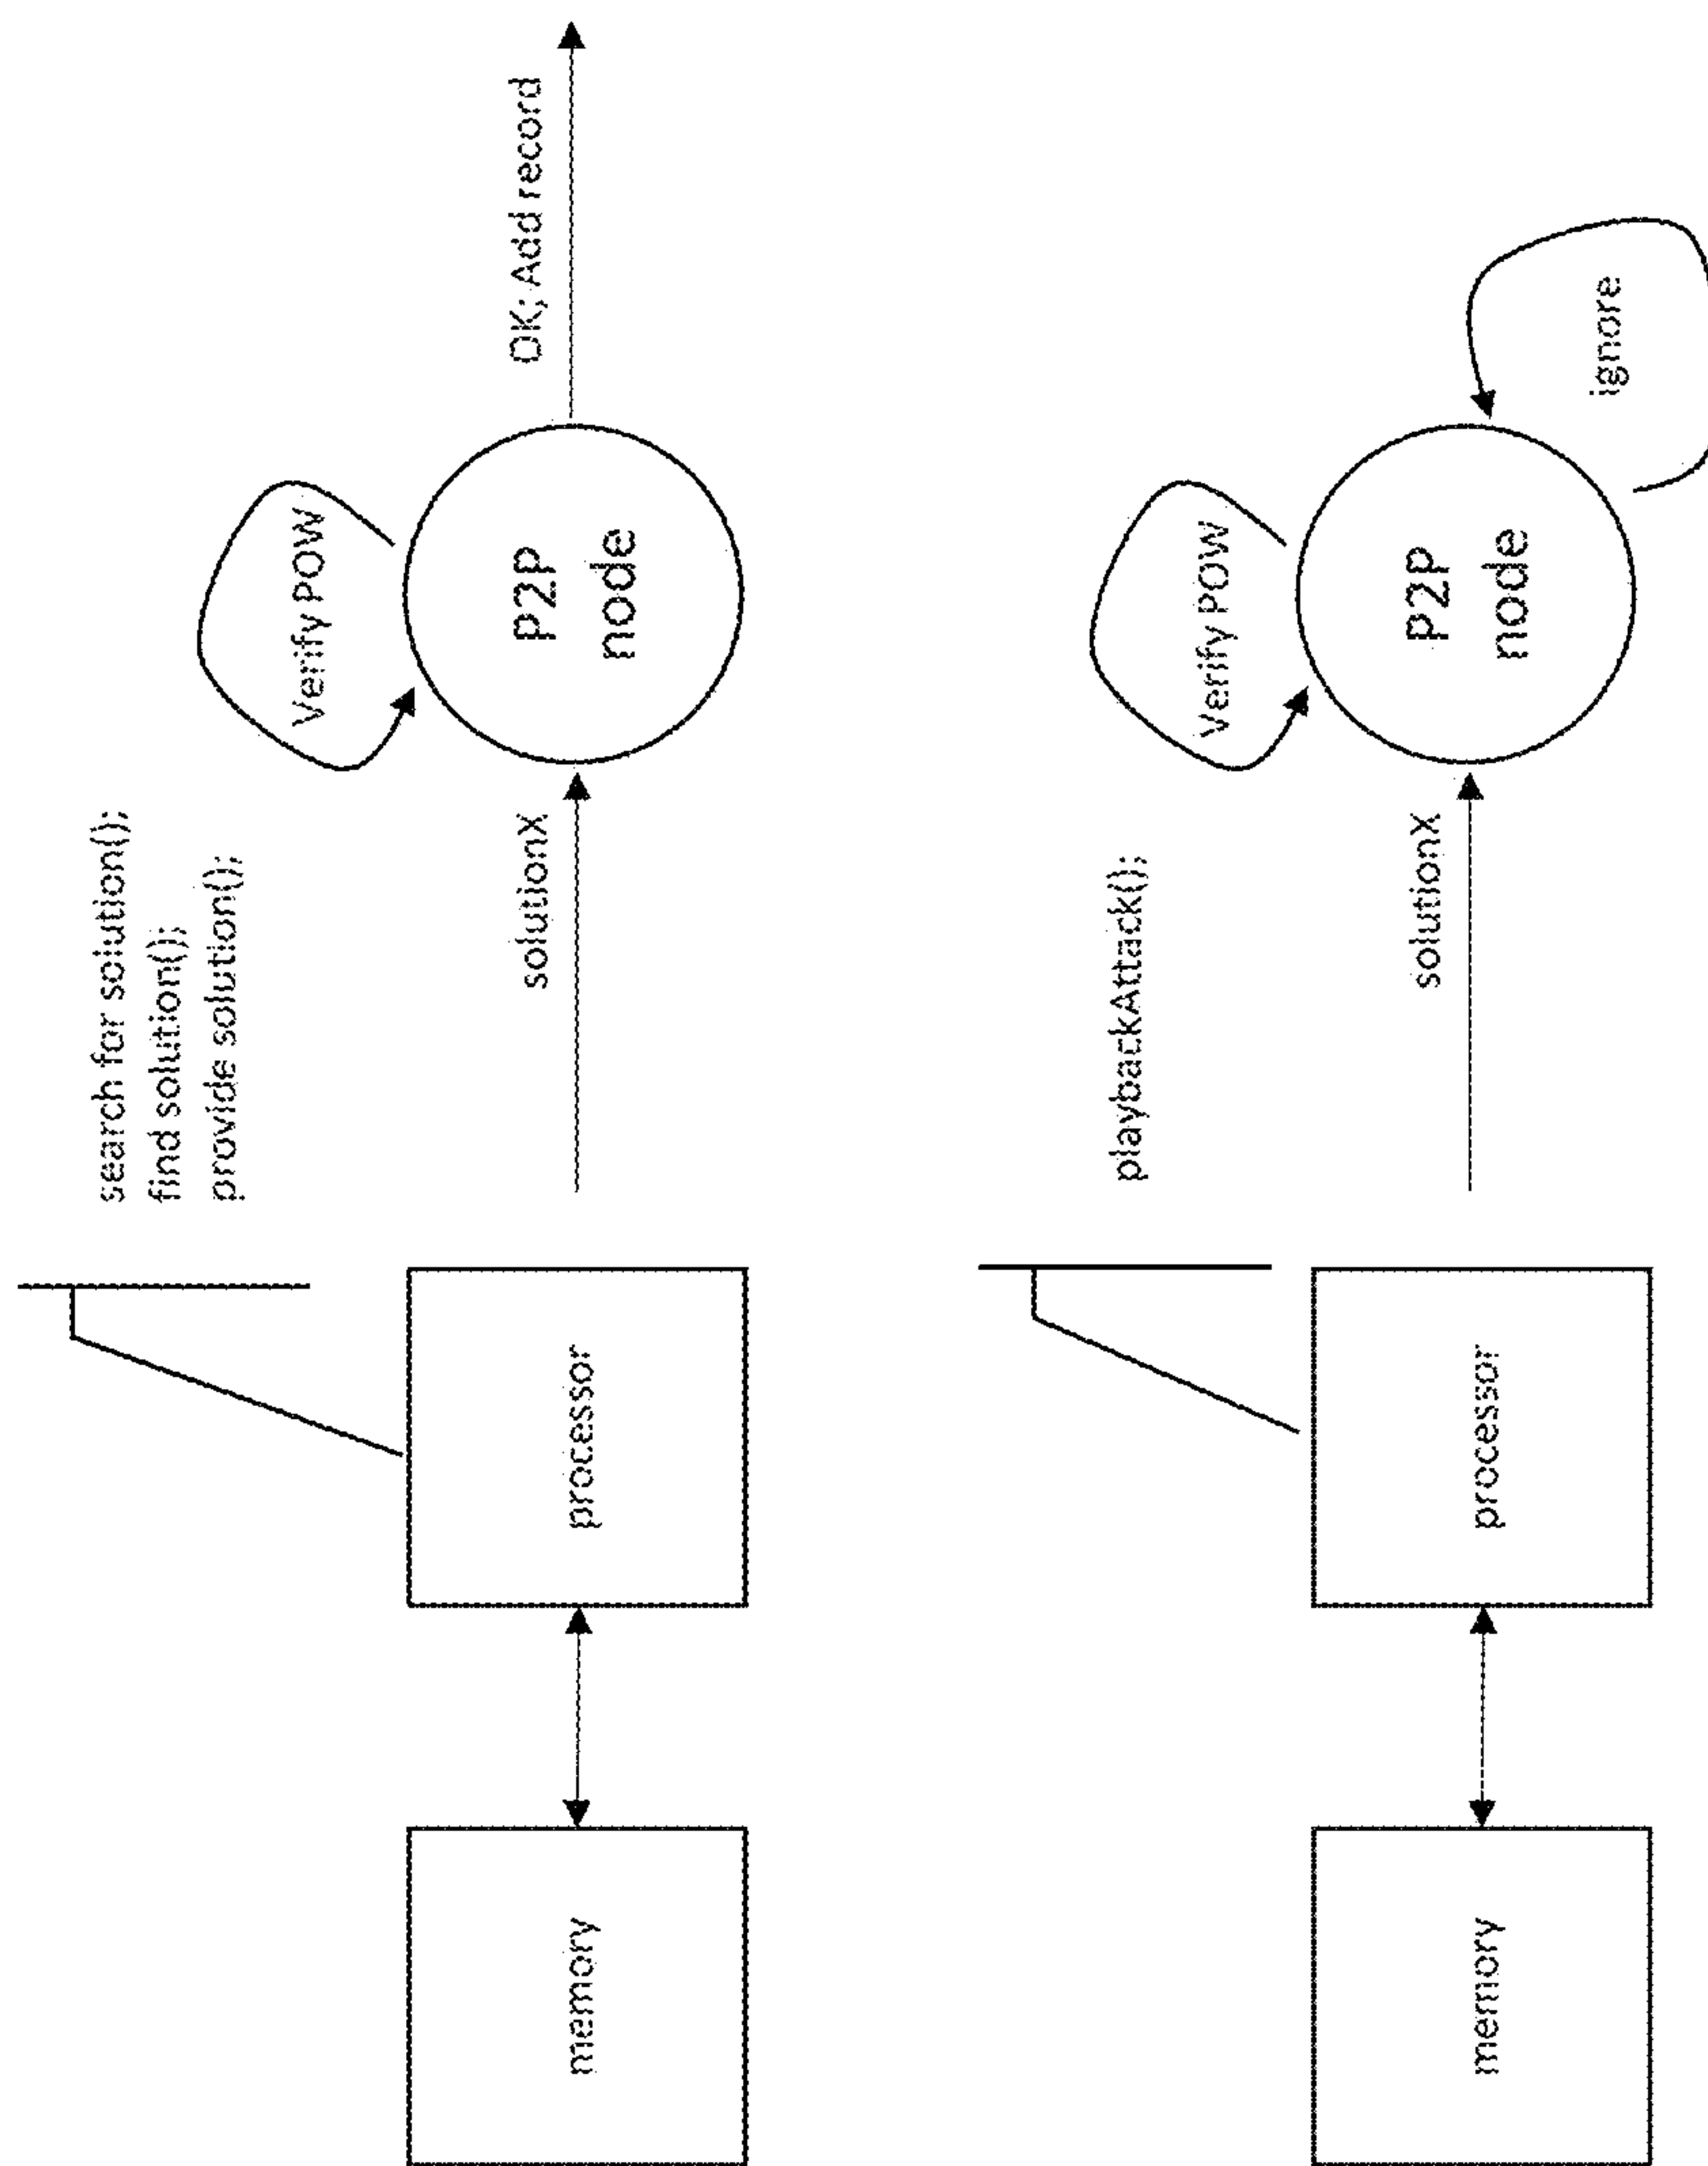 search for solution();
find solution();
provide solution();
Verify POW
memory
processor
solutionX
P2P
node
OK; Add record
playbackAttack();
Verify POW
memory
processor
solutionX
P2P
node
ignore